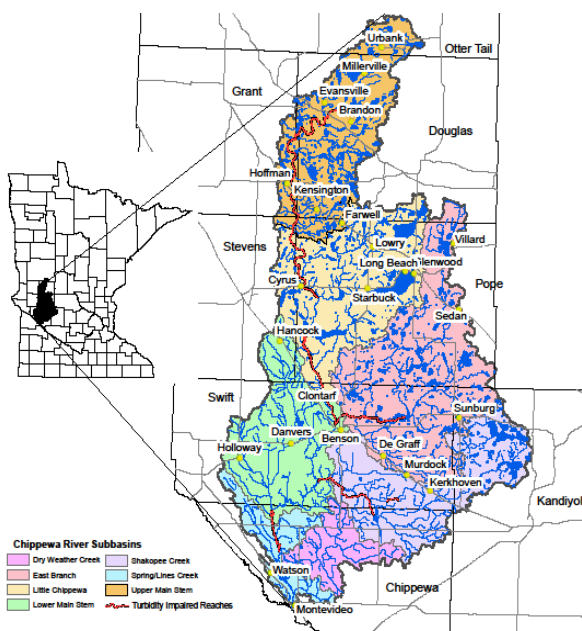 Urbank
Otter Tail
Millerville
Grant
Evansville
Brandon
Douglas
Hoffman
Kensington
Farwell
Stevens
Lowry
Villard
Long Beach
lenwood
Pope
Cyrus
Starbuck
Sedan
Hancock
Swift
Clontarf
Sunburg
Danvers
Benson
De Graff
Holloway
Murdock
Kerkhoven
Kandiyol
Chippewa River Subbasins
Dry Weather Creek
East Branch
Little Chippewa
Lower Main Stem
Shakopee Creek
Spring/Lines Creek
Upper Main Stem
Turbidity Impaired Reaches
Watson
Chippewa
Montevideo